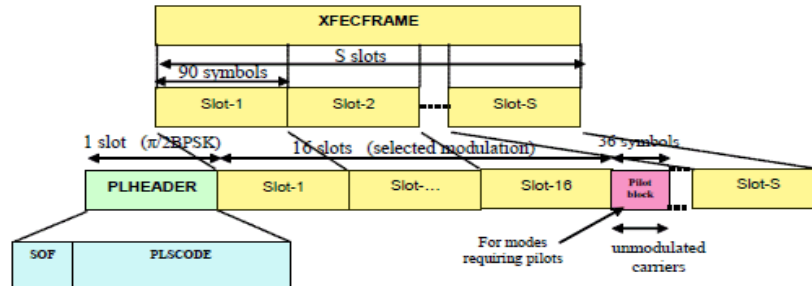 XFECFRAME
S slots
90 symbols
Slot-1 Slot-2 Slot-S
1 slot (π/2BPSK) 16 slots (selected modulation) 36 symbols
PLHEADER Slot-1 Slot-... Slot-16 Pilot block Slot-S
SOF PLSCODE
For modes requiring pilots
unmodulated carriers